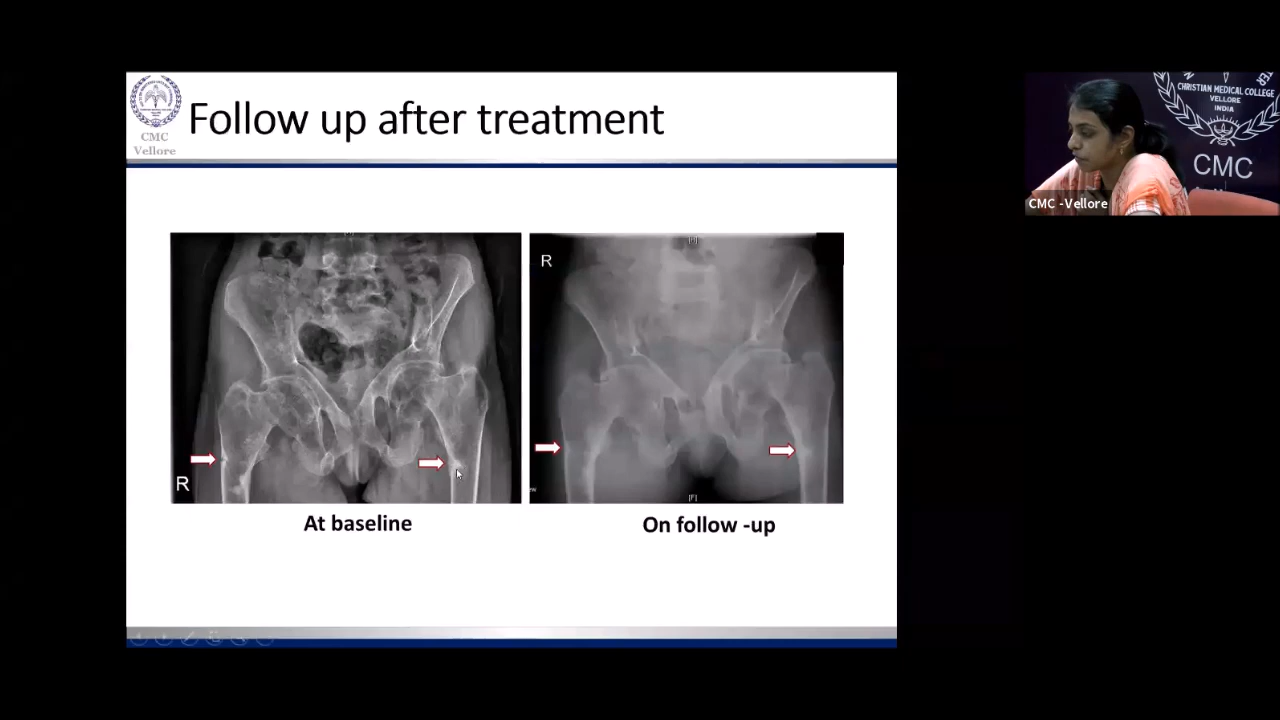 CMC
Vellore
Follow up after treatment
R
R
At baseline
On follow -up
CHRISTIAN MEDICAL COLLEGE
VELLORE
INDIA
CMC
CMC -Vellore